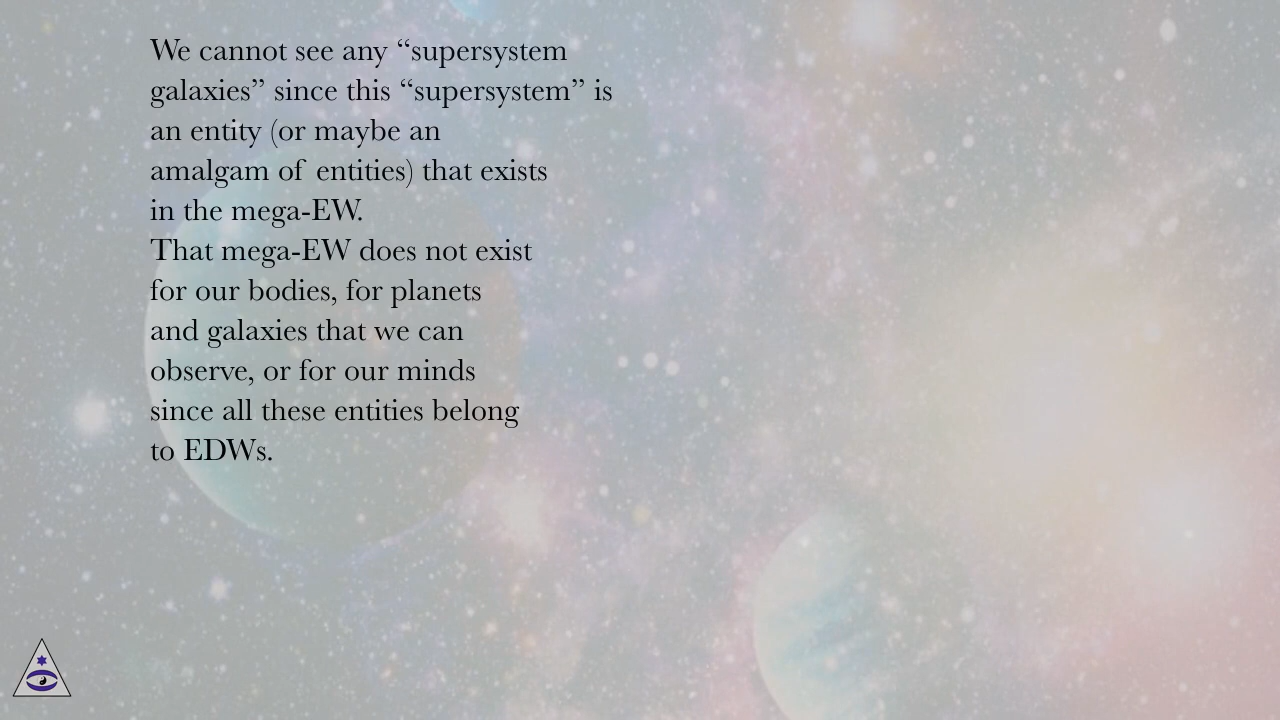 We cannot see any “supersystem
galaxies” since this “supersystem” is
an entity (or maybe an
amalgam of entities) that exists
in the mega-EW.
That mega-EW does not exist
for our bodies, for planets
and galaxies that we can
observe, or for our minds
since all these entities belong
to EDWs.